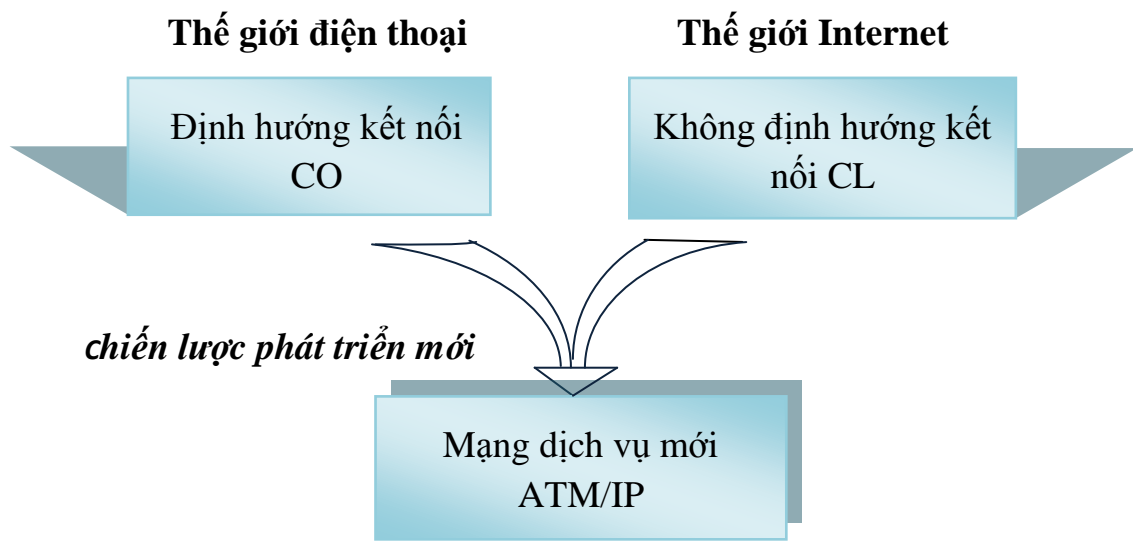 Thế giới điện thoại
Thế giới Internet
Định hướng kết nối
CO
Không định hướng kết
nối CL
chiến lược phát triển mới
Mạng dịch vụ mới
ATM/IP